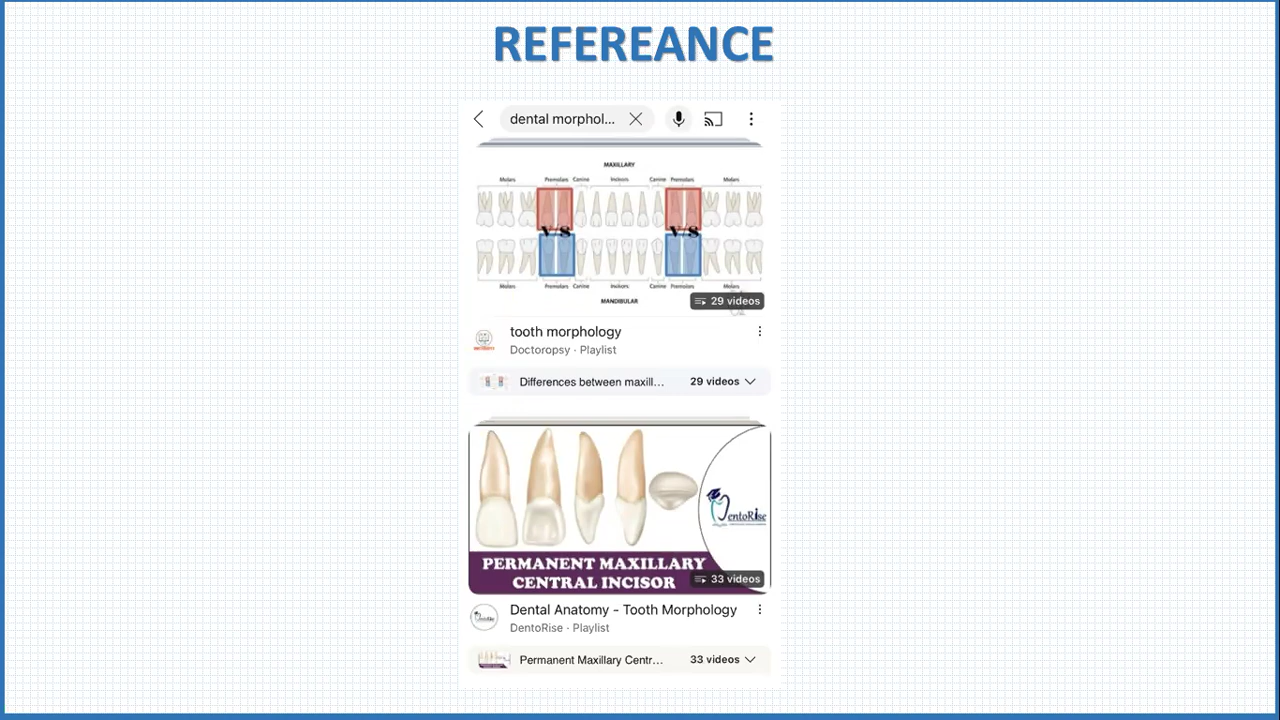 REFEREANCE
dental morphol...
MAXILLARY
Molars Premolars Canine Incisors Canine Premolars Molars
V/S V/S
Molars Premolars Canine Incisors Canine Premolars Molars
MANDIBULAR
29 videos
tooth morphology
Doctoropsy · Playlist
Differences between maxill... 29 videos
DentoRise
PERMANENT MAXILLARY
CENTRAL INCISOR
33 videos
Dental Anatomy - Tooth Morphology
DentoRise · Playlist
Permanent Maxillary Centr... 33 videos